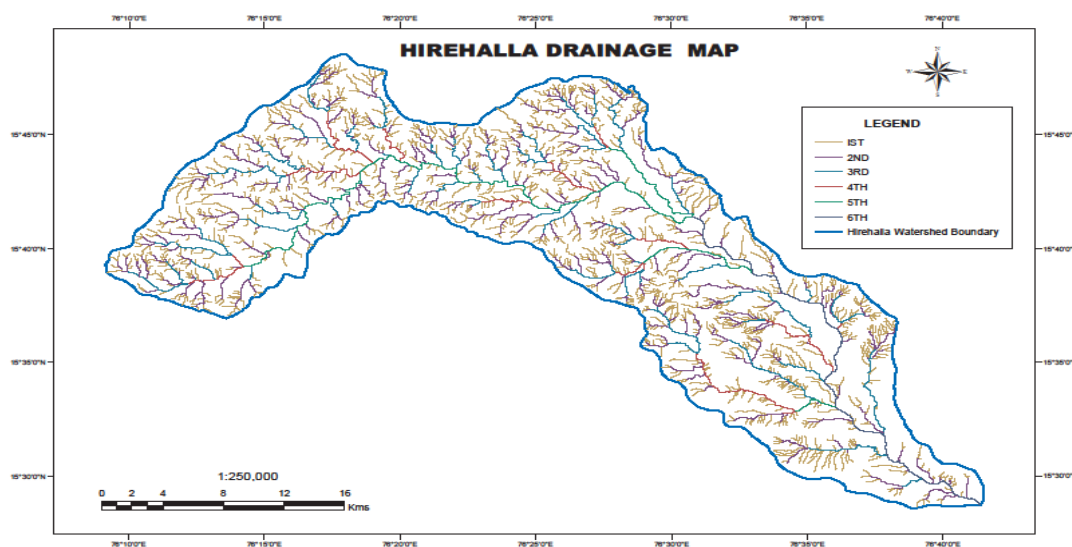 76°10'0"E 76°15'0"E 76°20'0"E 76°25'0"E 76°30'0"E 76°35'0"E 76°40'0"E
HIREHALLA DRAINAGE MAP
N
W E
S
LEGEND
IST
2ND
3RD
4TH
5TH
6TH
Hirehalla Watershed Boundary
15°45'0"N 15°45'0"N
15°40'0"N 15°40'0"N
15°35'0"N 15°35'0"N
15°30'0"N 15°30'0"N
1:250,000
0 2 4 8 12 16
Kms
76°10'0"E 76°15'0"E 76°20'0"E 76°25'0"E 76°30'0"E 76°35'0"E 76°40'0"E